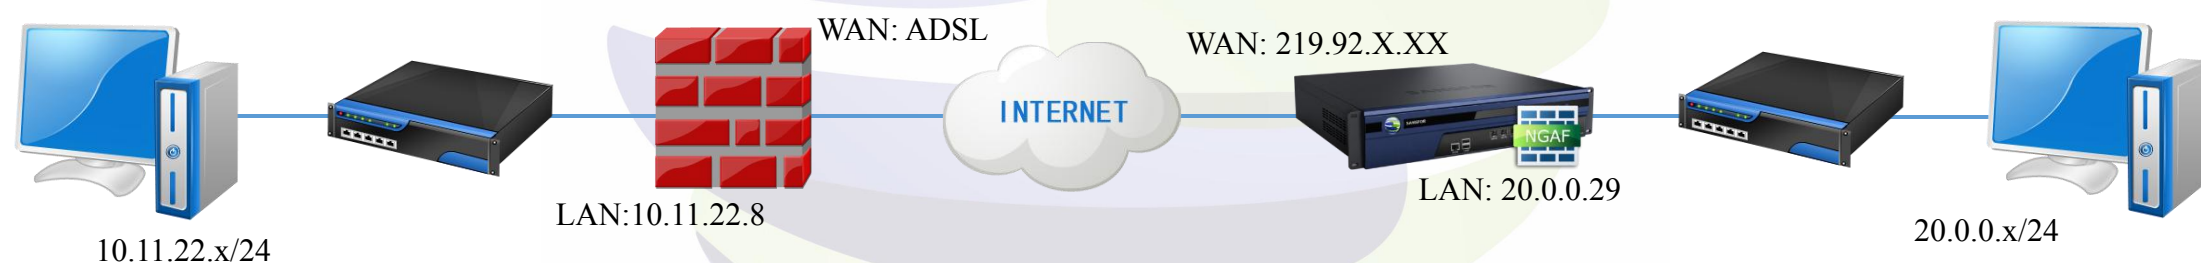 WAN: ADSL
WAN: 219.92.X.XX
INTERNET
NGAF
LAN: 20.0.0.29
LAN:10.11.22.8
20.0.0.x/24
10.11.22.x/24